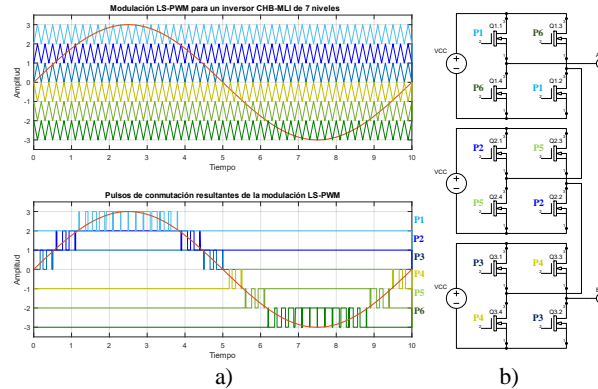 Modulación LS-PWM para un inversor CHB-MLI de 7 niveles
Amplitud
3
2
1
0
-1
-2
-3
0 1 2 3 4 5 6 7 8 9 10
Tiempo
Pulsos de conmutación resultantes de la modulación LS-PWM
Amplitud
3
2
1
0
-1
-2
-3
P1
P2
P3
P4
P5
P6
0 1 2 3 4 5 6 7 8 9 10
Tiempo
a)
P1 Q1.1 P6 Q1.3
VCC
A
P6 Q1.4 P1 Q1.2
P2 Q2.1 P5 Q2.3
VCC
P5 Q2.4 P2 Q2.2
P3 Q3.1 P4 Q3.3
VCC
P4 Q3.4 P3 Q3.2
b)